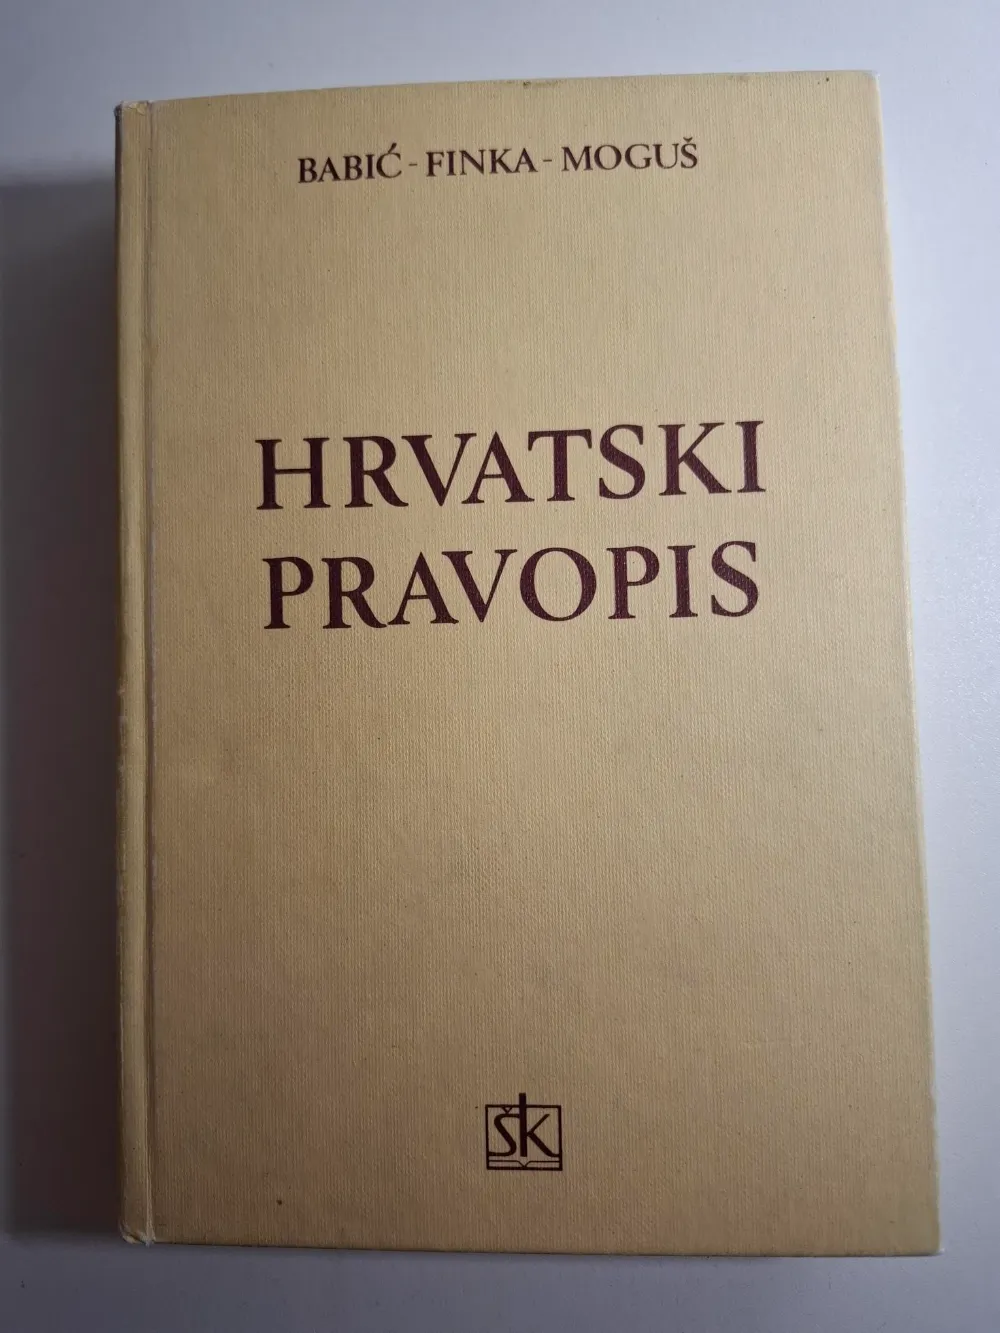 BABIĆ - FINKA - MOGUŠ
HRVATSKI
PRAVOPIS
ŠK